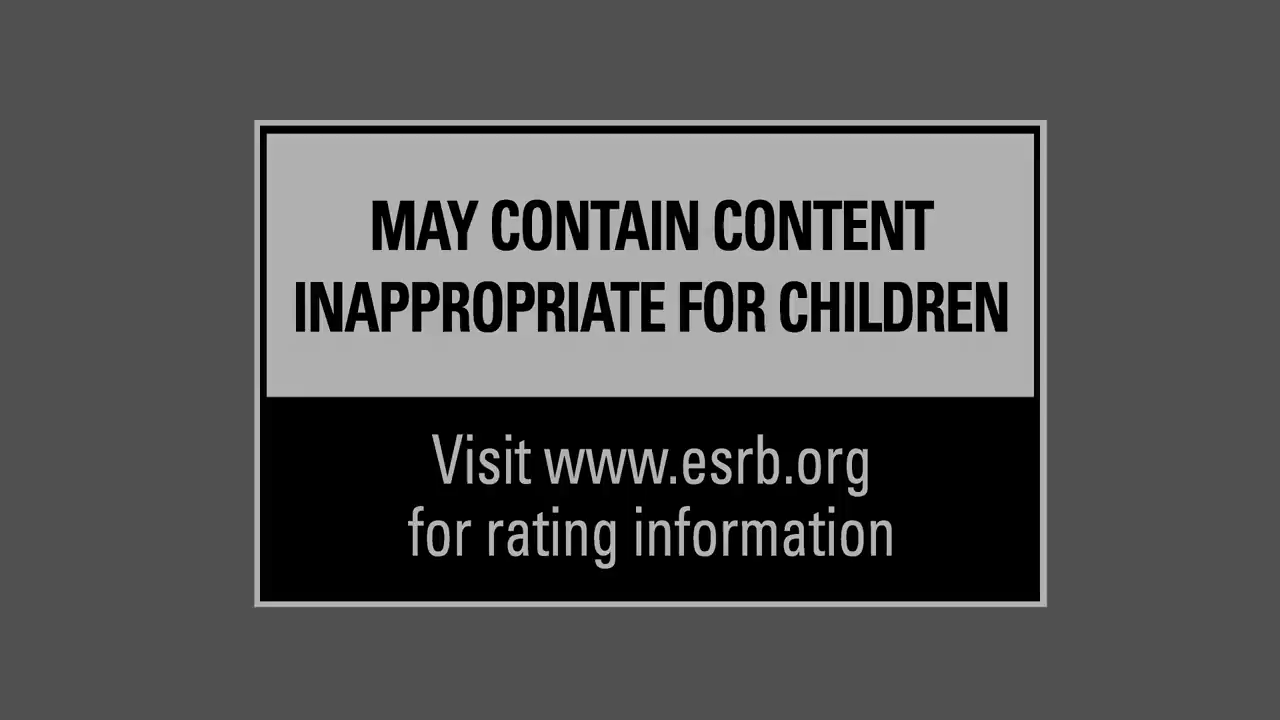 MAY CONTAIN CONTENT
INAPPROPRIATE FOR CHILDREN
Visit www.esrb.org
for rating information